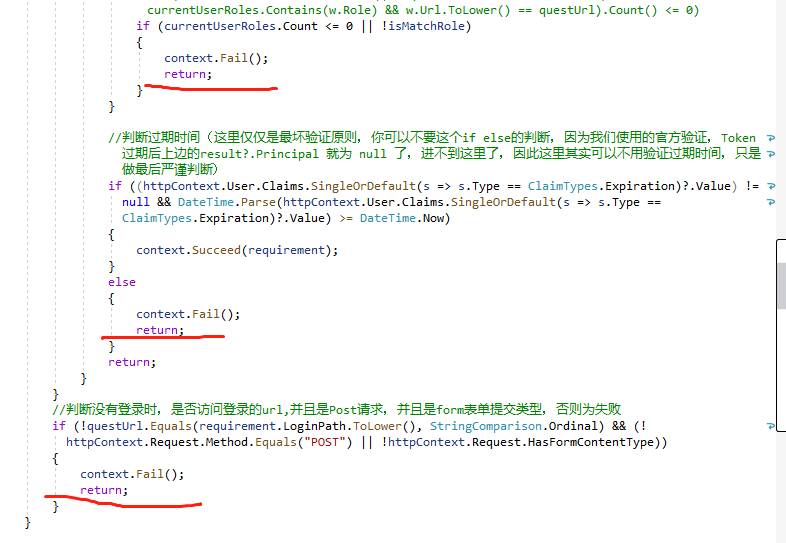 currentUserRoles.Contains(w.Role) && w.Url.ToLower() == questUrl).Count() <= 0)
if (currentUserRoles.Count <= 0 || !isMatchRole)
{
context.Fail();
return;
}
}
//判断过期时间（这里仅仅是最坏验证原则，你可以不要这个if else的判断，因为我们使用的官方验证，Token
过期后上边的result?.Principal 就为 null 了，进不到这里了，因此这里其实可以不用验证过期时间，只是
做最后严谨判断）
if ((httpContext.User.Claims.SingleOrDefault(s => s.Type == ClaimTypes.Expiration)?.Value) !=
null && DateTime.Parse(httpContext.User.Claims.SingleOrDefault(s => s.Type ==
ClaimTypes.Expiration)?.Value) >= DateTime.Now)
{
context.Succeed(requirement);
}
else
{
context.Fail();
return;
}
return;
}
}
//判断没有登录时，是否访问登录的url,并且是Post请求，并且是form表单提交类型，否则为失败
if (!questUrl.Equals(requirement.LoginPath.ToLower(), StringComparison.Ordinal) && (!
httpContext.Request.Method.Equals("POST") || !httpContext.Request.HasFormContentType))
{
context.Fail();
return;
}
}